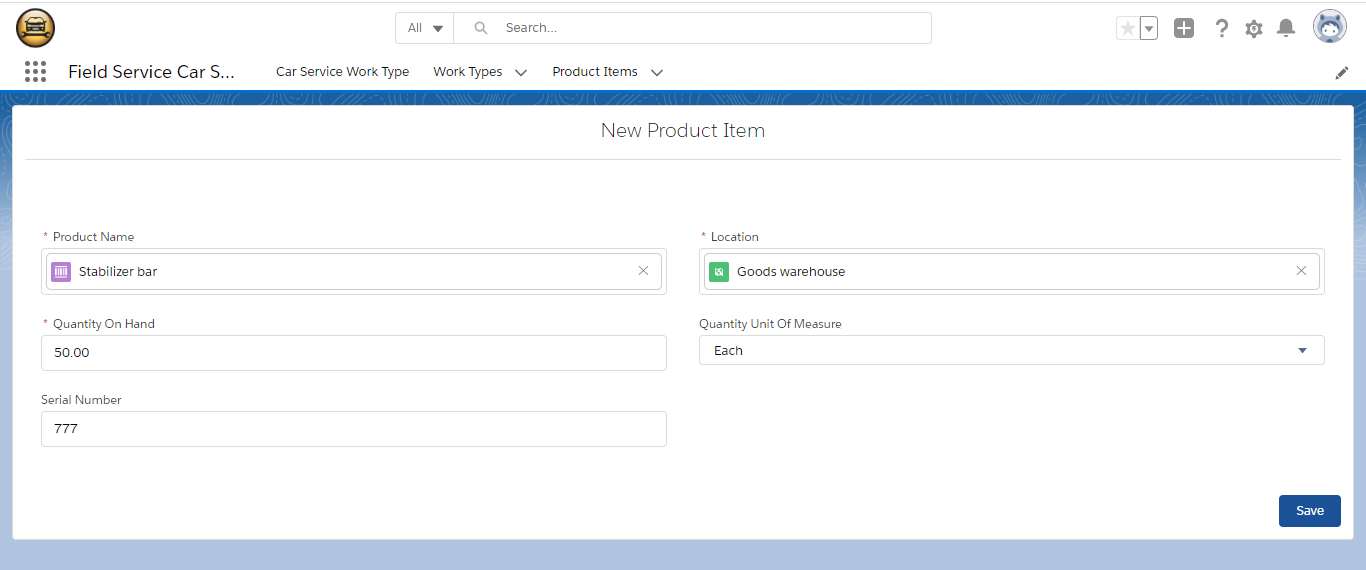 All Search...
Field Service Car S... Car Service Work Type Work Types Product Items
New Product Item
* Product Name * Location
Stabilizer bar Goods warehouse
* Quantity On Hand Quantity Unit Of Measure
50.00 Each
Serial Number
777
Save